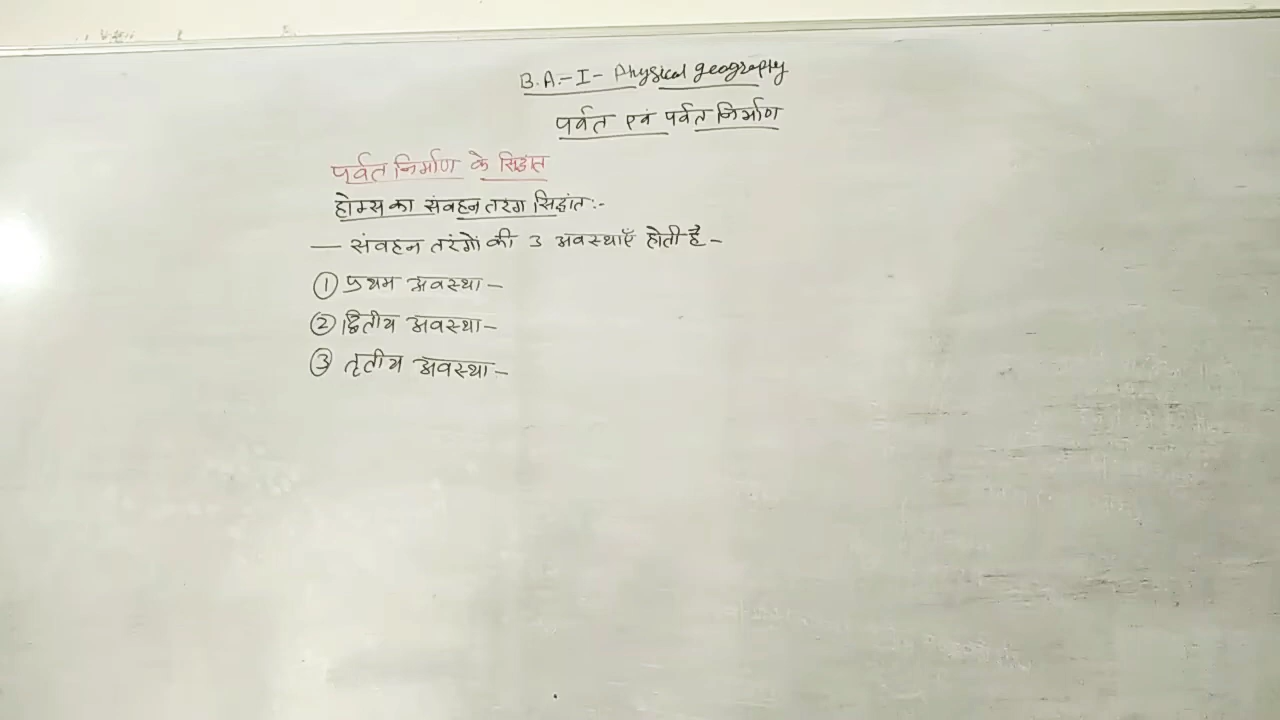 B.A.-I- Physical geography
पर्वत एवं पर्वत निर्माण
पर्वत निर्माण के सिद्धांत
होम्स का संवहन तरंग सिद्धांत:-
— संवहन तरंगों की 3 अवस्थाएँ होती है -
① प्रथम अवस्था -
② द्वितीय अवस्था -
③ तृतीय अवस्था -